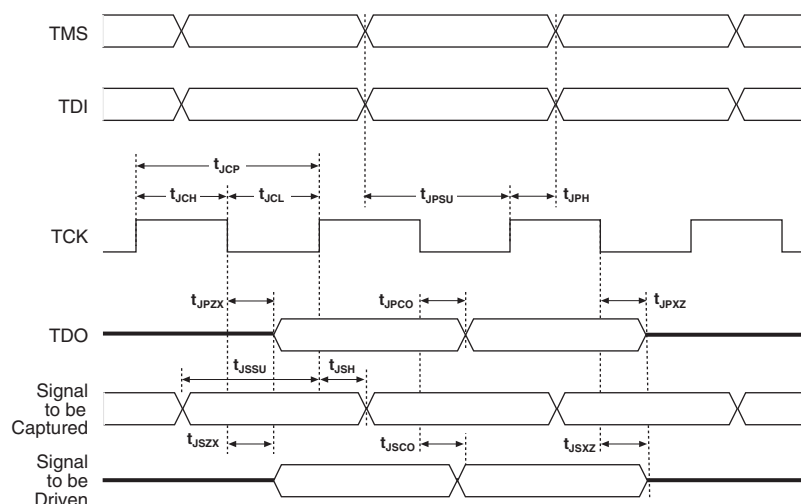 TMS
TDI
tJCP
tJCH tJCL tJPSU tJPH
TCK
tJPZX tJPCO tJPXZ
TDO
tJSSU tJSH
Signal
to be
Captured
tJSZX tJSCO tJSXZ
Signal
to be
Driven